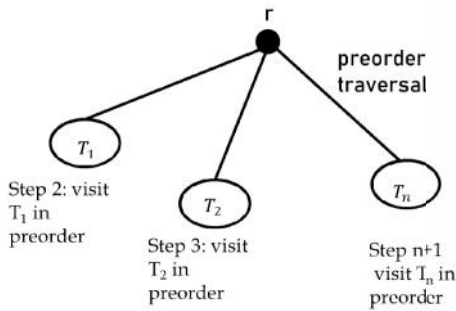 r
preorder
traversal
T1
Step 2: visit
T1 in
preorder
T2
Step 3: visit
T2 in
preorder
Tn
Step n+1
visit Tn in
preorder